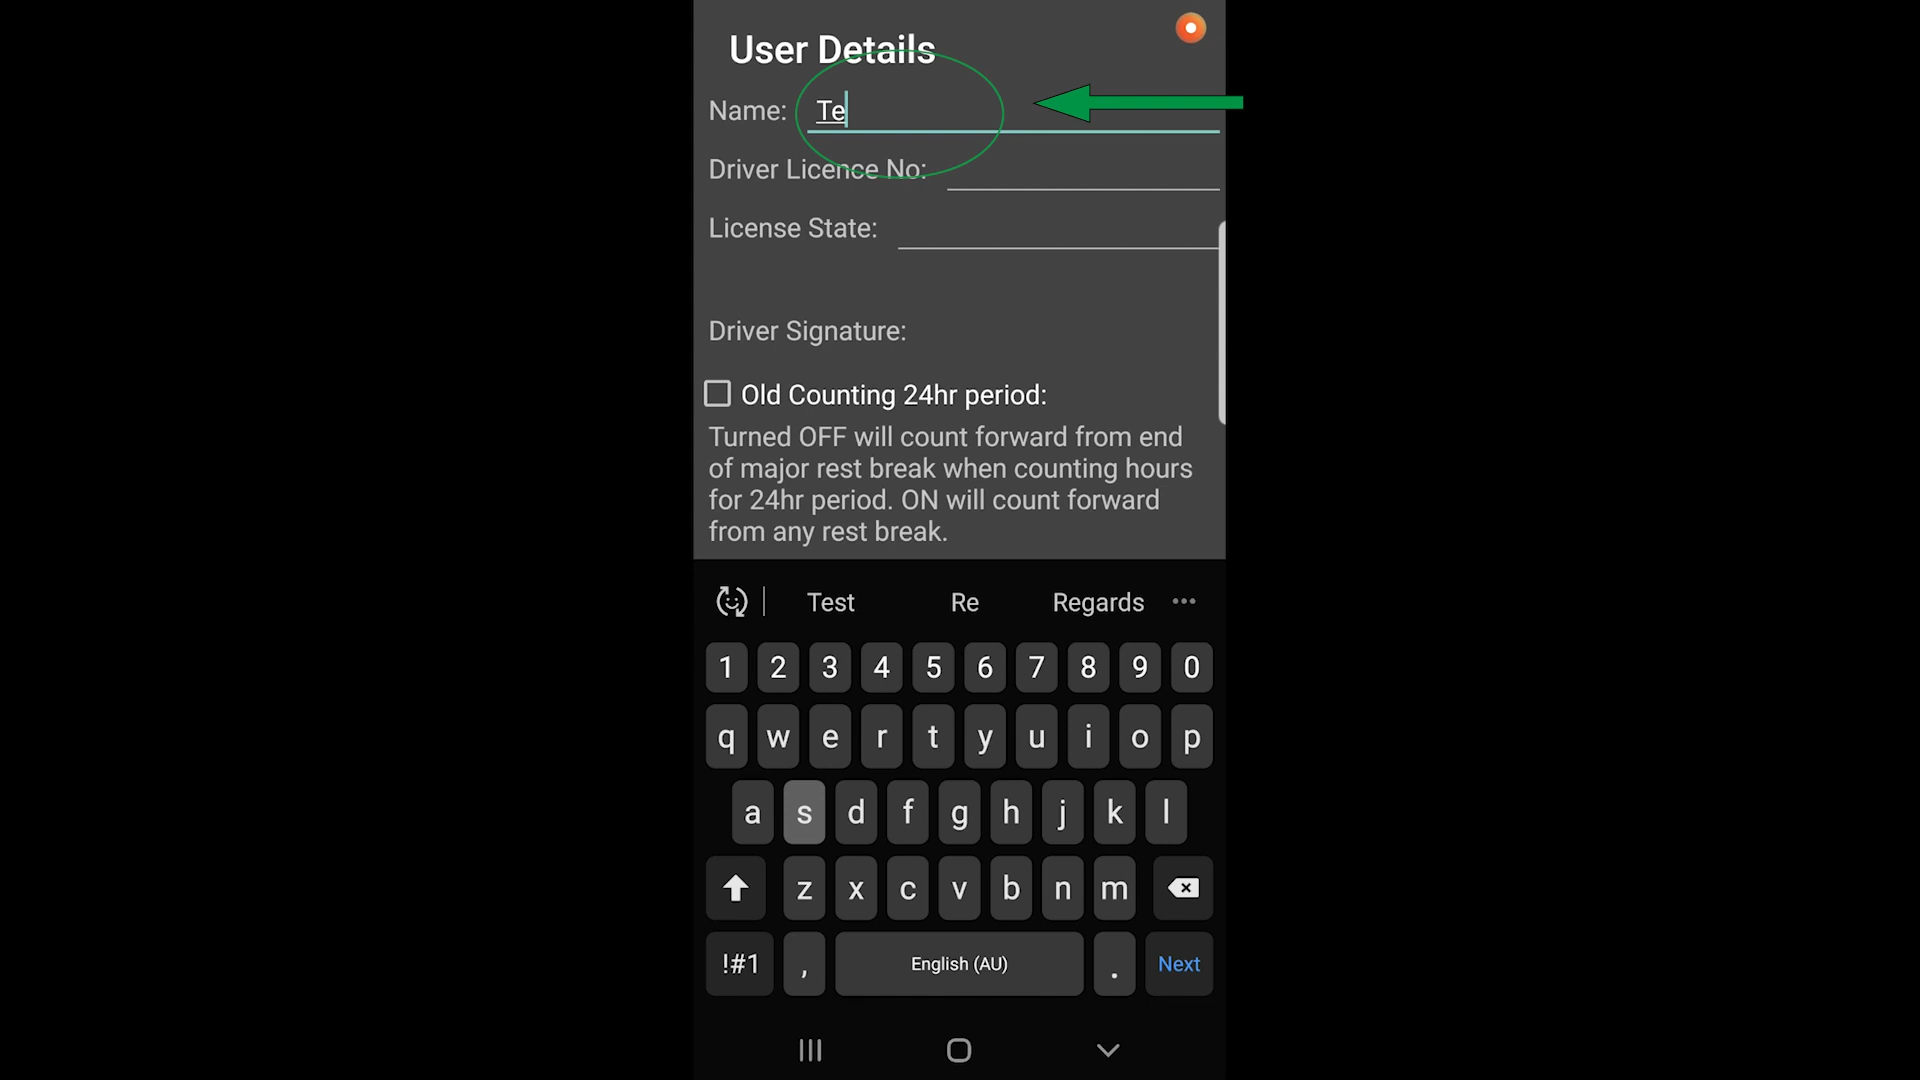 User Details
Name: Te
Driver Licence No:
License State:
Driver Signature:
Old Counting 24hr period:
Turned OFF will count forward from end
of major rest break when counting hours
for 24hr period. ON will count forward
from any rest break.
Test Re Regards ···
1 2 3 4 5 6 7 8 9 0
q w e r t y u i o p
a s d f g h j k l
z x c v b n m
!#1 , English (AU) . Next